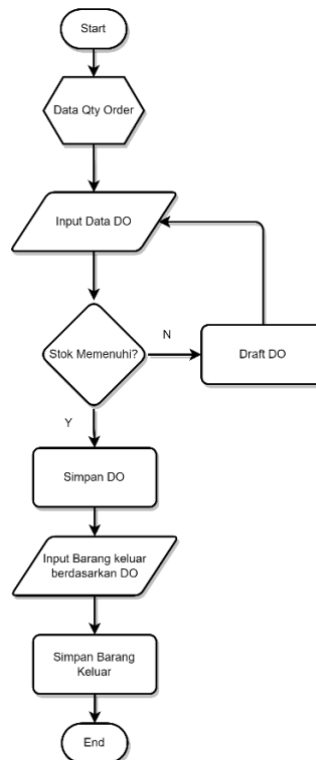 Start
Data Qty Order
Input Data DO
Stok Memenuhi?
N
Draft DO
Y
Simpan DO
Input Barang keluar
berdasarkan DO
Simpan Barang
Keluar
End